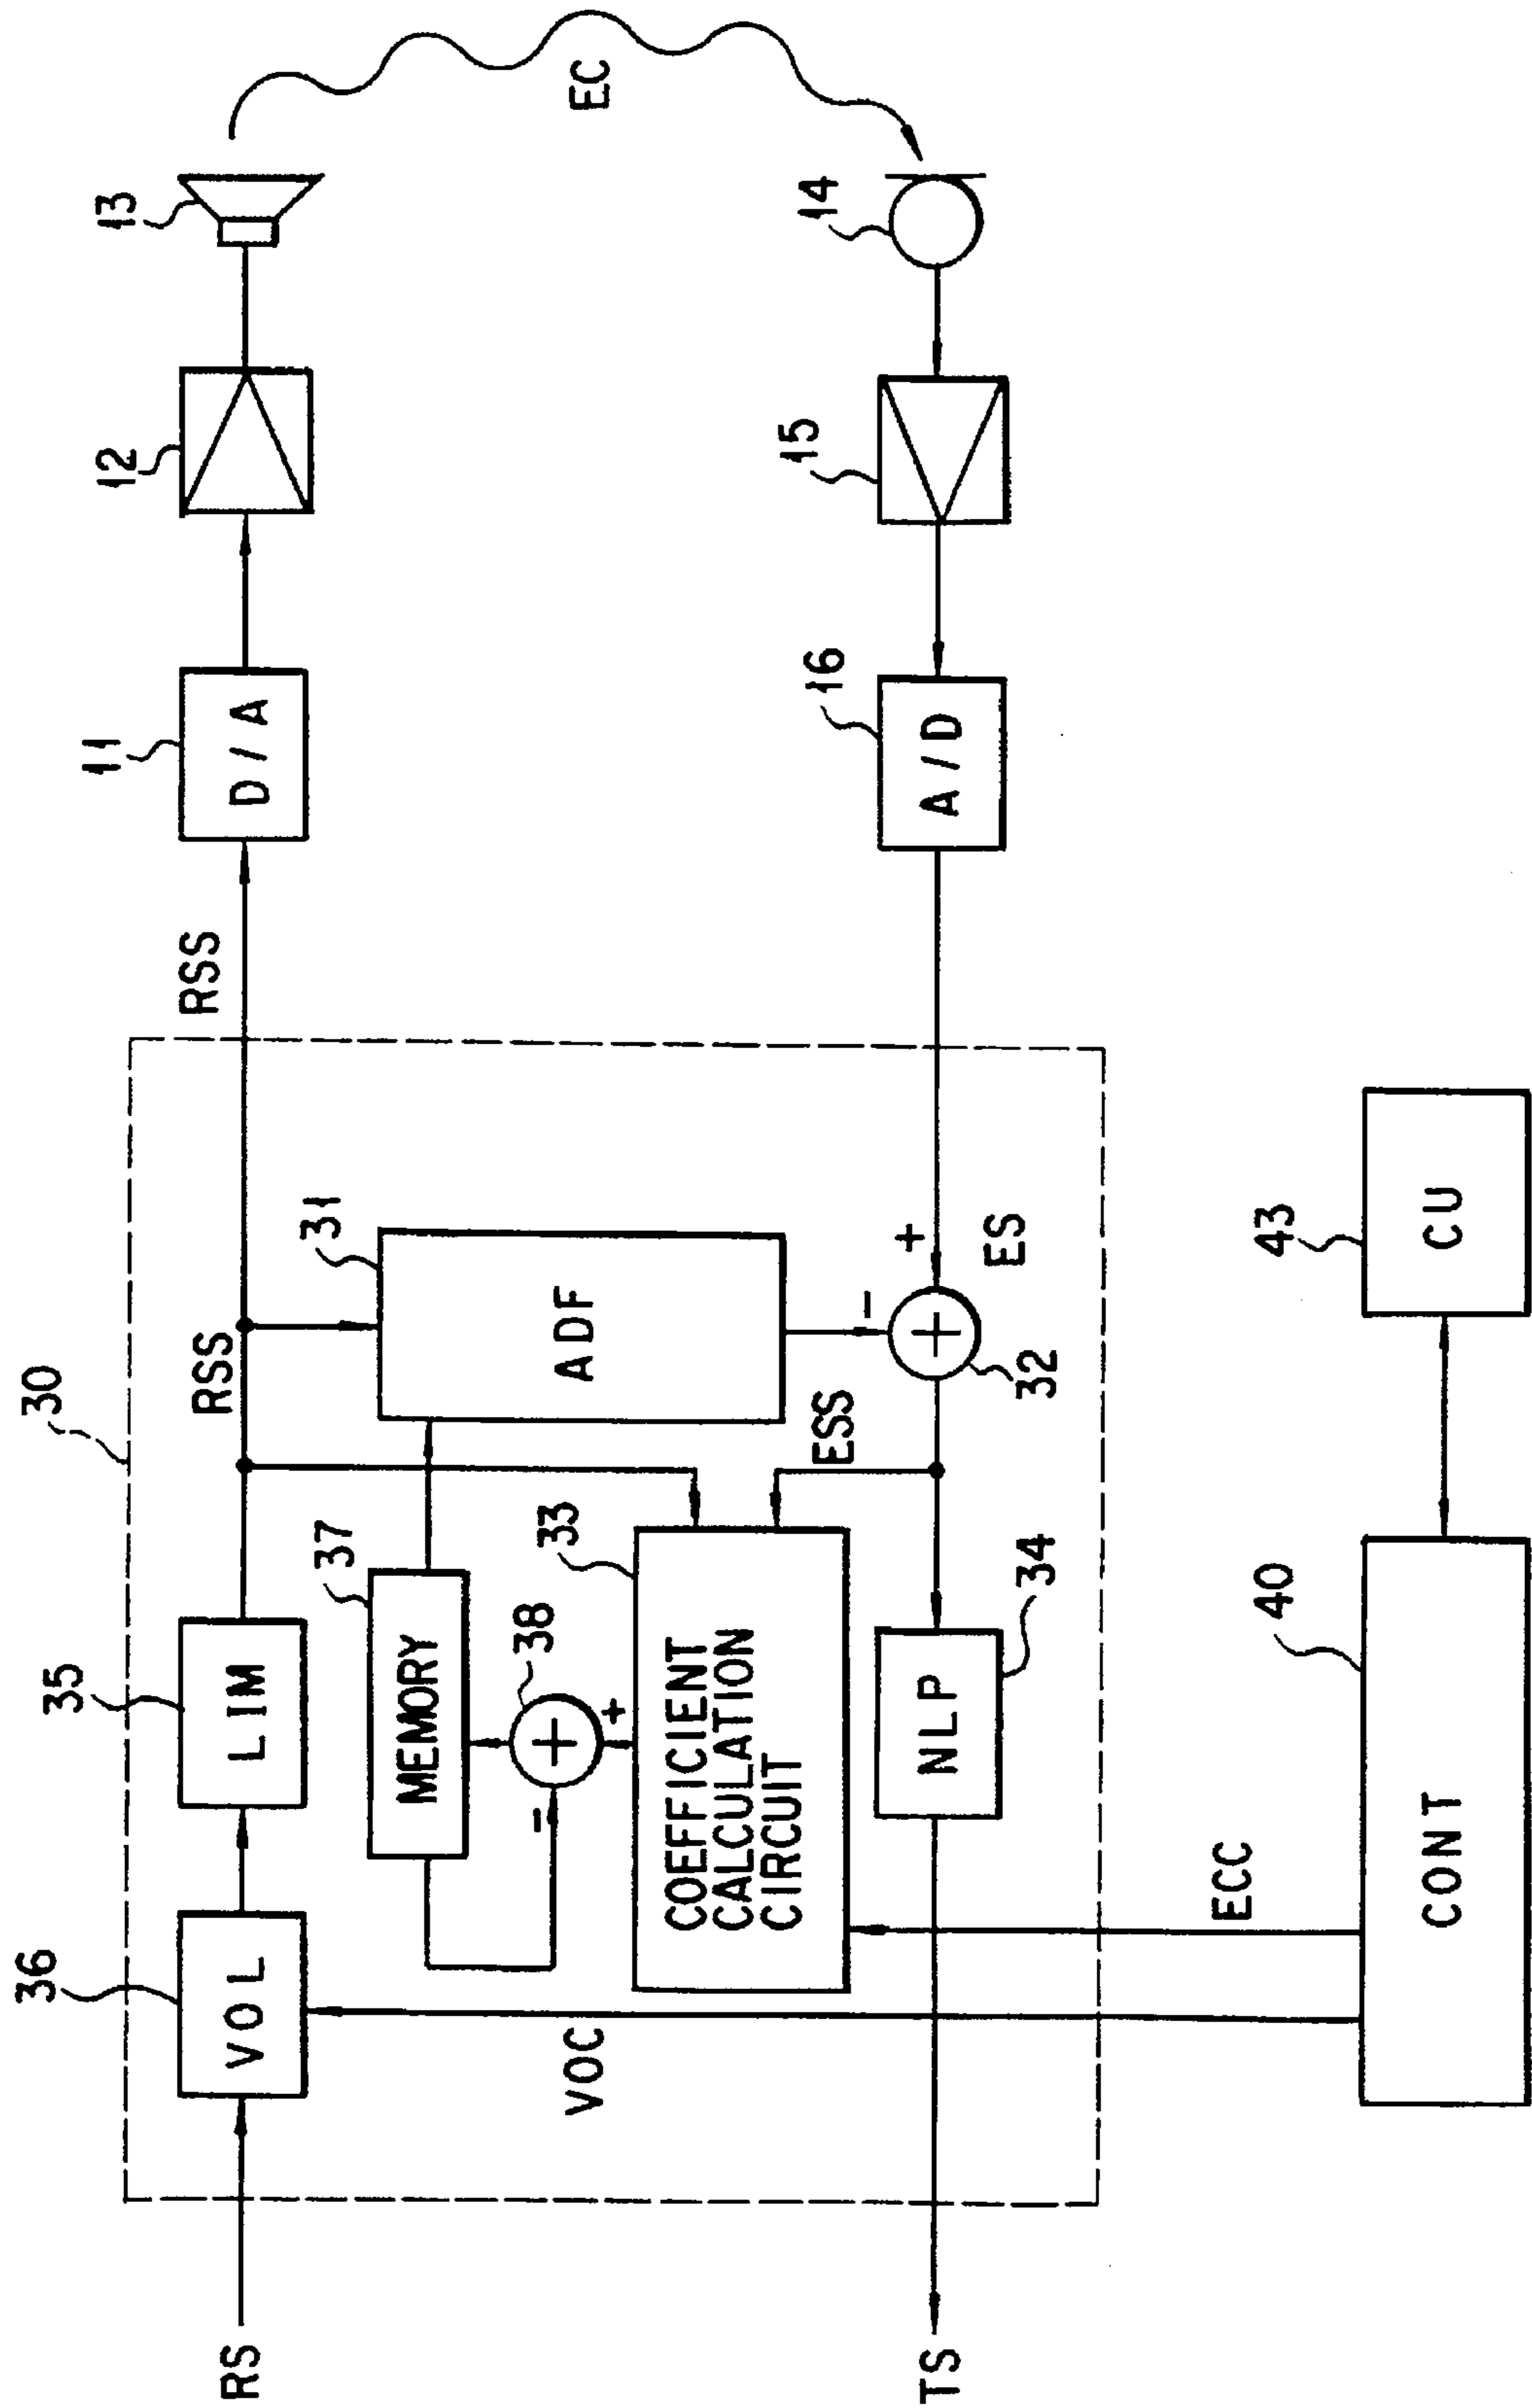 30
36
VOL
35
LIM
RSS
RSS
11
D/A
12
13
RS
37
MEMORY
31
ADF
38
-
+
33
COEFFICIENT
CALCULATION
CIRCUIT
VOC
ESS
-
+
32
ES
NLP
34
16
A/D
15
14
EC
TS
ECC
40
CONT
43
CU